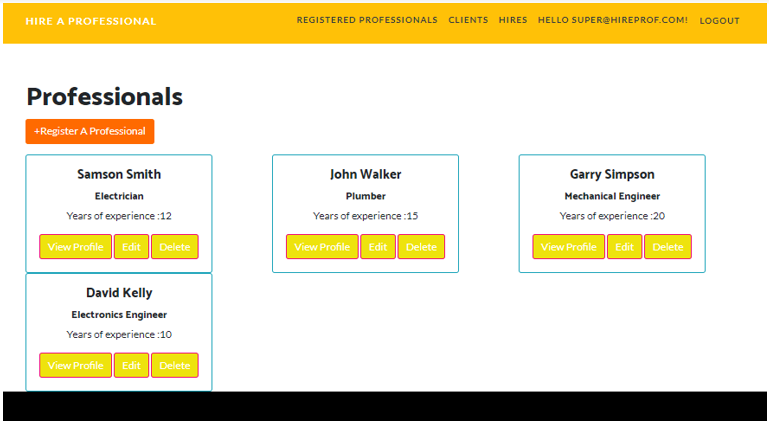 HIRE A PROFESSIONAL
REGISTERED PROFESSIONALS CLIENTS HIRES HELLO SUPER@HIREPROF.COM! LOGOUT
Professionals
+Register A Professional
Samson Smith
Electrician
Years of experience :12
View Profile Edit Delete
John Walker
Plumber
Years of experience :15
View Profile Edit Delete
Garry Simpson
Mechanical Engineer
Years of experience :20
View Profile Edit Delete
David Kelly
Electronics Engineer
Years of experience :10
View Profile Edit Delete